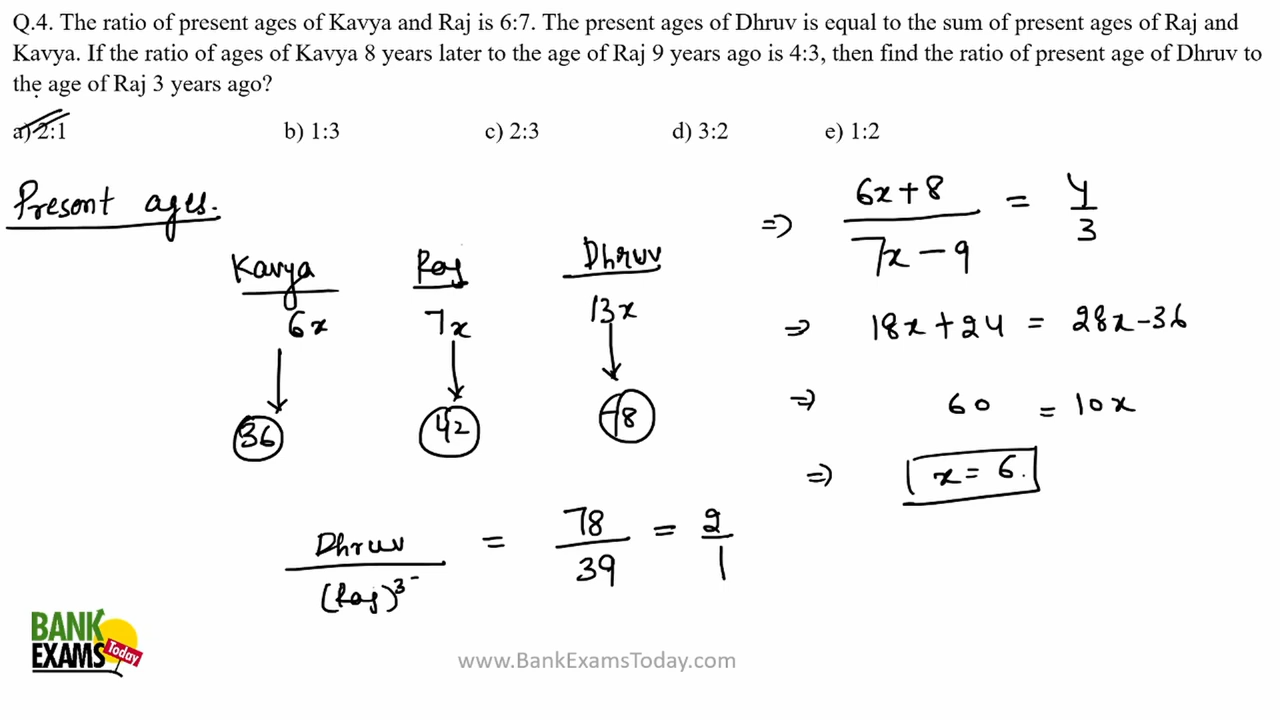 Q.4. The ratio of present ages of Kavya and Raj is 6:7. The present ages of Dhruv is equal to the sum of present ages of Raj and
Kavya. If the ratio of ages of Kavya 8 years later to the age of Raj 9 years ago is 4:3, then find the ratio of present age of Dhruv to
the age of Raj 3 years ago?
a) 2:1 b) 1:3 c) 2:3 d) 3:2 e) 1:2
Present ages.
Kavya Raj Dhruv
6x 7x 13x
36 42 78
⇒ 6x+8 = 4
7x-9 3
⇒ 18x+24 = 28x-36
⇒ 60 = 10x
⇒ x = 6.
Dhruv = 78 = 2
(Raj)³⁻ 39 1
BANK
EXAMS Today
www.BankExamsToday.com